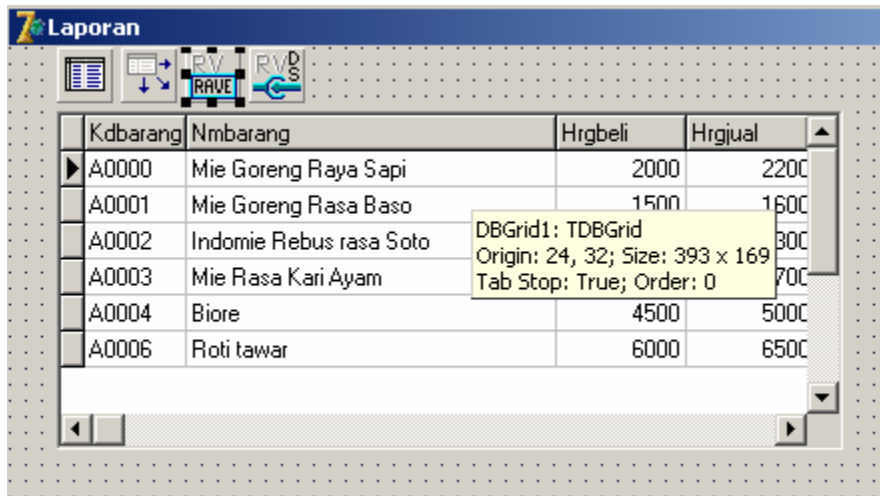 7 Laporan
RV RAVE RV DS
Kdbarang Nmbarang Hrgbeli Hrgjual
A0000 Mie Goreng Raya Sapi 2000 2200
A0001 Mie Goreng Rasa Baso 1500 1600
A0002 Indomie Rebus rasa Soto
A0003 Mie Rasa Kari Ayam
DBGrid1: TDBGrid
Origin: 24, 32; Size: 393 x 169
Tab Stop: True; Order: 0
A0004 Biore 4500 5000
A0006 Roti tawar 6000 6500